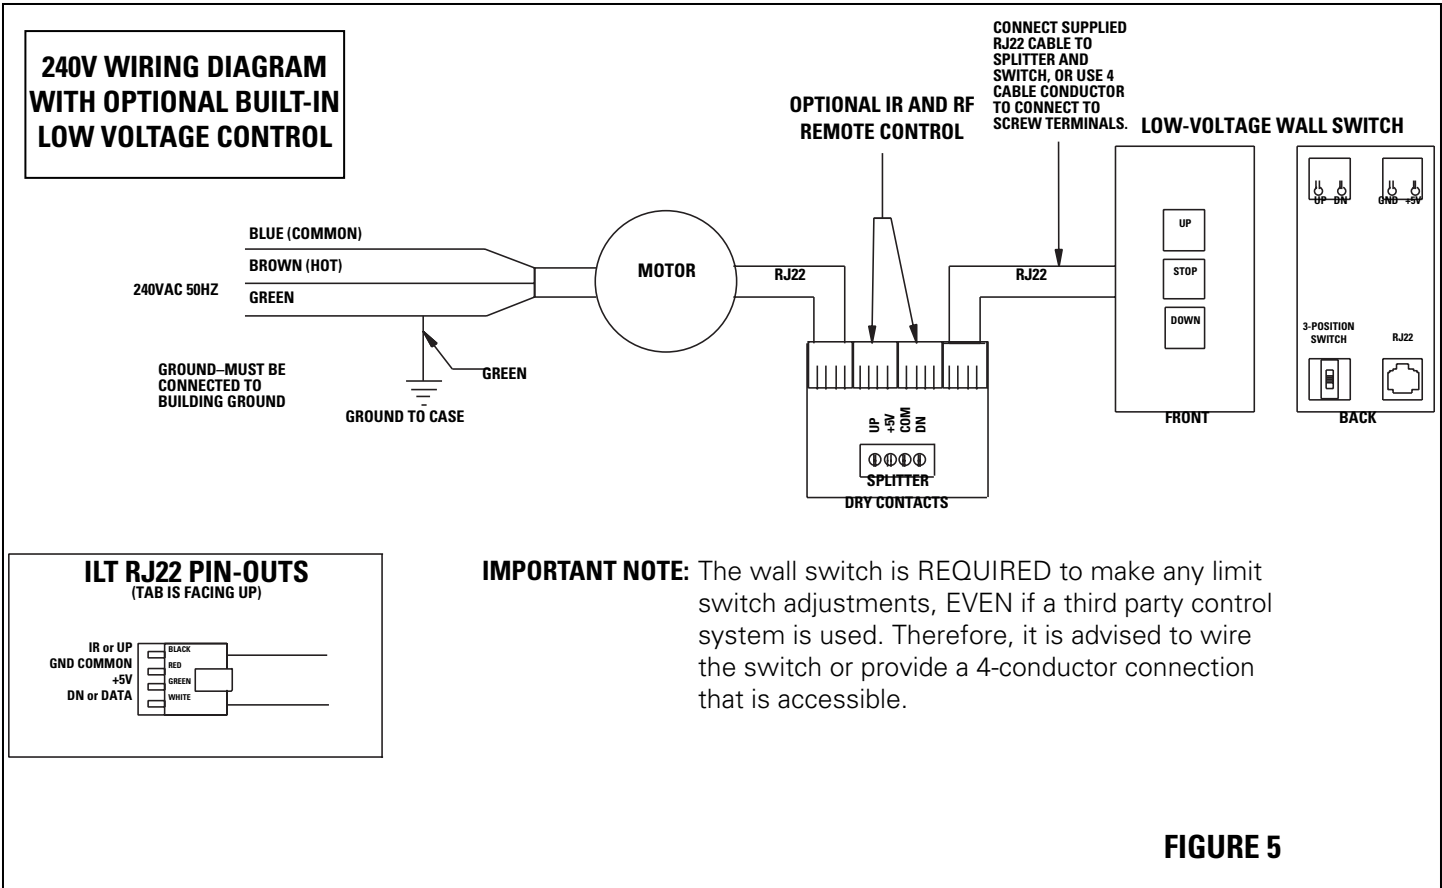 240V WIRING DIAGRAM
WITH OPTIONAL BUILT-IN
LOW VOLTAGE CONTROL
CONNECT SUPPLIED
RJ22 CABLE TO
SPLITTER AND
SWITCH, OR USE 4
CABLE CONDUCTOR
TO CONNECT TO
SCREW TERMINALS.
OPTIONAL IR AND RF
REMOTE CONTROL
LOW-VOLTAGE WALL SWITCH
BLUE (COMMON)
BROWN (HOT)
240VAC 50HZ
GREEN
GROUND–MUST BE
CONNECTED TO
BUILDING GROUND
GREEN
GROUND TO CASE
MOTOR
RJ22
RJ22
UP
+5V
COM
DN
SPLITTER
DRY CONTACTS
UP
STOP
DOWN
FRONT
UP DN
GND +5V
3-POSITION
SWITCH
RJ22
BACK
ILT RJ22 PIN-OUTS
(TAB IS FACING UP)
IR or UP
GND COMMON
+5V
DN or DATA
BLACK
RED
GREEN
WHITE
IMPORTANT NOTE: The wall switch is REQUIRED to make any limit
switch adjustments, EVEN if a third party control
system is used. Therefore, it is advised to wire
the switch or provide a 4-conductor connection
that is accessible.
FIGURE 5